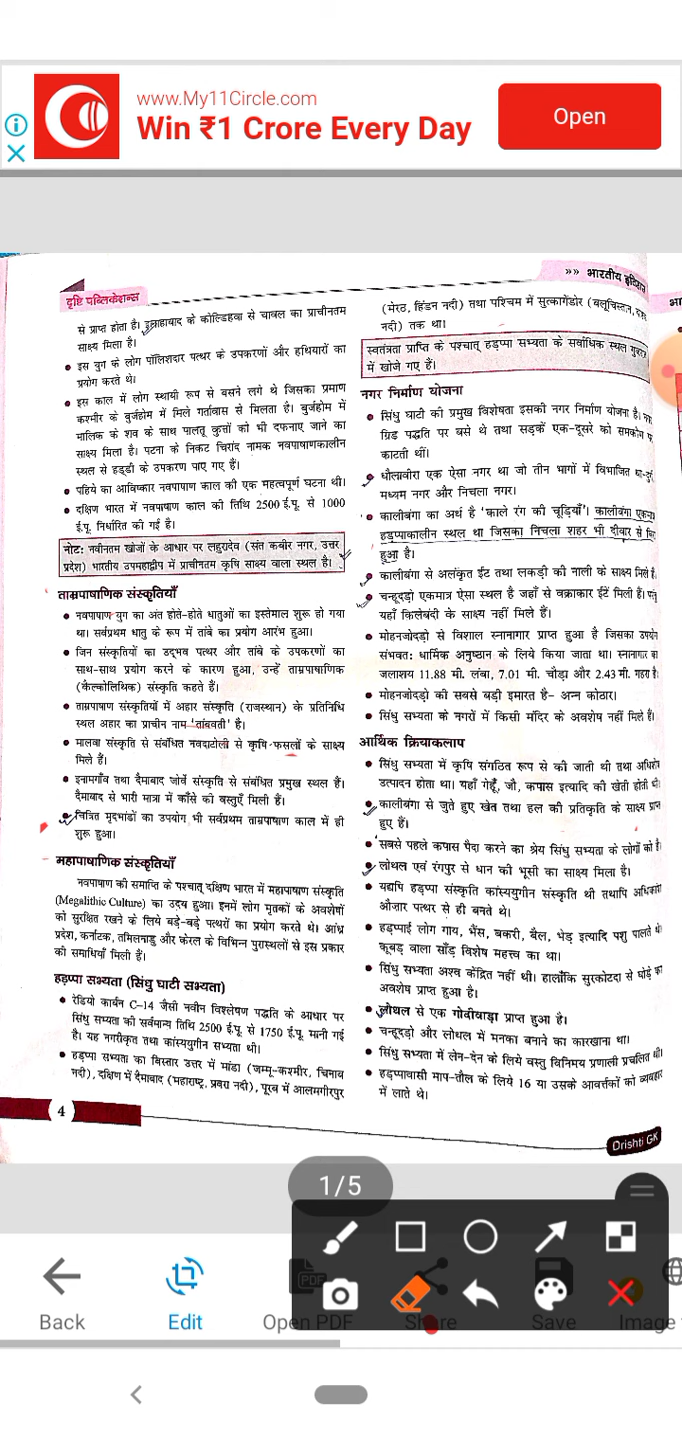 www.My11Circle.com
Win ₹1 Crore Every Day
Open
दृष्टि पब्लिकेशन्स
से प्राप्त होता है। इलाहाबाद के कोल्डिहवा से चावल का प्राचीनतम
साक्ष्य मिला है।
इस युग के लोग पॉलिशदार पत्थर के उपकरणों और हथियारों का
प्रयोग करते थे।
इस काल में लोग स्थायी रूप से बसने लगे थे जिसका प्रमाण
कश्मीर के बुर्जहोम में मिले गर्तावास से मिलता है। बुर्जहोम में
मालिक के शव के साथ पालतू कुत्तों को भी दफनाए जाने का
साक्ष्य मिला है। पटना के निकट चिरांद नामक नवपाषाणकालीन
स्थल से हड्डी के उपकरण पाए गए हैं।
पहिये का आविष्कार नवपाषाण काल की एक महत्वपूर्ण घटना थी।
दक्षिण भारत में नवपाषाण काल की तिथि 2500 ई.पू. से 1000
ई.पू. निर्धारित की गई है।
नोट: नवीनतम खोजों के आधार पर लहुरादेव (संत कबीर नगर, उत्तर
प्रदेश) भारतीय उपमहाद्वीप में प्राचीनतम कृषि साक्ष्य वाला स्थल है।
ताम्रपाषाणिक संस्कृतियाँ
नवपाषाण युग का अंत होते-होते धातुओं का इस्तेमाल शुरू हो गया
था। सर्वप्रथम धातु के रूप में तांबे का प्रयोग आरंभ हुआ।
जिन संस्कृतियों का उद्भव पत्थर और तांबे के उपकरणों का
साथ-साथ प्रयोग करने के कारण हुआ, उन्हें ताम्रपाषाणिक
(कैल्कोलिथिक) संस्कृति कहते हैं।
ताम्रपाषाण संस्कृतियों में अहार संस्कृति (राजस्थान) के प्रतिनिधि
स्थल अहार का प्राचीन नाम 'तांबवती' है।
मालवा संस्कृति से संबंधित नवदाटोली से कृषि फसलों के साक्ष्य
मिले हैं।
इनामगाँव तथा दैमाबाद जोर्वे संस्कृति से संबंधित प्रमुख स्थल हैं।
दैमाबाद से भारी मात्रा में काँसे की वस्तुएँ मिली हैं।
चित्रित मृदभांडों का उपयोग भी सर्वप्रथम ताम्रपाषाण काल में ही
शुरू हुआ।
महापाषाणिक संस्कृतियाँ
नवपाषाण की समाप्ति के पश्चात् दक्षिण भारत में महापाषाण संस्कृति
(Megalithic Culture) का उदय हुआ। इनमें लोग मृतकों के अवशेषों
को सुरक्षित रखने के लिये बड़े-बड़े पत्थरों का प्रयोग करते थे। आंध्र
प्रदेश, कर्नाटक, तमिलनाडु और केरल के विभिन्न पुरास्थलों से इस प्रकार
की समाधियाँ मिली हैं।
हड़प्पा सभ्यता (सिंधु घाटी सभ्यता)
रेडियो कार्बन C-14 जैसी नवीन विश्लेषण पद्धति के आधार पर
सिंधु सभ्यता की सर्वमान्य तिथि 2500 ई.पू. से 1750 ई.पू. मानी गई
है। यह नगरीकृत तथा कांस्ययुगीन सभ्यता थी।
हड़प्पा सभ्यता का विस्तार उत्तर में मांडा (जम्मू-कश्मीर, चिनाब
नदी), दक्षिण में दैमाबाद (महाराष्ट्र, प्रवरा नदी), पूरब में आलमगीरपुर
4
भारतीय
(मेरठ, हिंडन नदी) तथा पश्चिम में सुत्कागेंडोर (बलूचिस्तान,
नदी) तक था।
स्वतंत्रता प्राप्ति के पश्चात् हड़प्पा सभ्यता के सर्वाधिक स्थल
में खोजे गए हैं।
नगर निर्माण योजना
सिंधु घाटी की प्रमुख विशेषता इसकी नगर निर्माण योजना है।
ग्रिड पद्धति पर बसे थे तथा सड़कें एक-दूसरे को समकोण
काटती थीं।
धौलावीरा एक ऐसा नगर था जो तीन भागों में विभाजित
मध्यम नगर और निचला नगर।
कालीबंगा का अर्थ है 'काले रंग की चूड़ियाँ'। कालीबंगा
हड़प्पाकालीन स्थल था जिसका निचला शहर भी दीवार से
हुआ है।
कालीबंगा से अलंकृत ईंट तथा लकड़ी की नाली के साक्ष्य मिले
चन्हूदड़ो एकमात्र ऐसा स्थल है जहाँ से वक्राकार ईंटें मिली हैं।
यहाँ किलेबंदी के साक्ष्य नहीं मिले हैं।
मोहनजोदड़ो से विशाल स्नानागार प्राप्त हुआ है जिसका
संभवत: धार्मिक अनुष्ठान के लिये किया जाता था। स्नानागार का
जलाशय 11.88 मी. लंबा, 7.01 मी. चौड़ा और 2.43 मी. गहरा है।
मोहनजोदड़ो की सबसे बड़ी इमारत है- अन्न कोठार।
सिंधु सभ्यता के नगरों में किसी मंदिर के अवशेष नहीं मिले हैं।
आर्थिक क्रियाकलाप
सिंधु सभ्यता में कृषि संगठित रूप से की जाती थी तथा
उत्पादन होता था। यहाँ गेहूँ, जौ, कपास इत्यादि की खेती होती थी।
कालीबंगा से जुते हुए खेत तथा हल की प्रतिकृति के साक्ष्य प्राप्त
हुए हैं।
सबसे पहले कपास पैदा करने का श्रेय सिंधु सभ्यता के लोगों को है।
लोथल एवं रंगपुर से धान की भूसी का साक्ष्य मिला है।
यद्यपि हड़प्पा संस्कृति कांस्ययुगीन संस्कृति थी तथापि अधिकांश
औजार पत्थर से ही बनते थे।
हड़प्पाई लोग गाय, भैंस, बकरी, बैल, भेड़ इत्यादि पशु पालते थे।
कूबड़ वाला साँड़ विशेष महत्त्व का था।
सिंधु सभ्यता अश्व केंद्रित नहीं थी। हालाँकि सुरकोटदा से घोड़े का
अवशेष प्राप्त हुआ है।
लोथल से एक गोदीबाड़ा प्राप्त हुआ है।
चन्हूदड़ो और लोथल में मनका बनाने का कारखाना था।
सिंधु सभ्यता में लेन-देन के लिये वस्तु विनिमय प्रणाली प्रचलित थी।
हड़प्पावासी माप-तौल के लिये 16 या उसके आवर्त्तकों को व्यवहार
में लाते थे।
Drishti GK
1/5
Back
Edit
Open PDF
Share
Save
Image